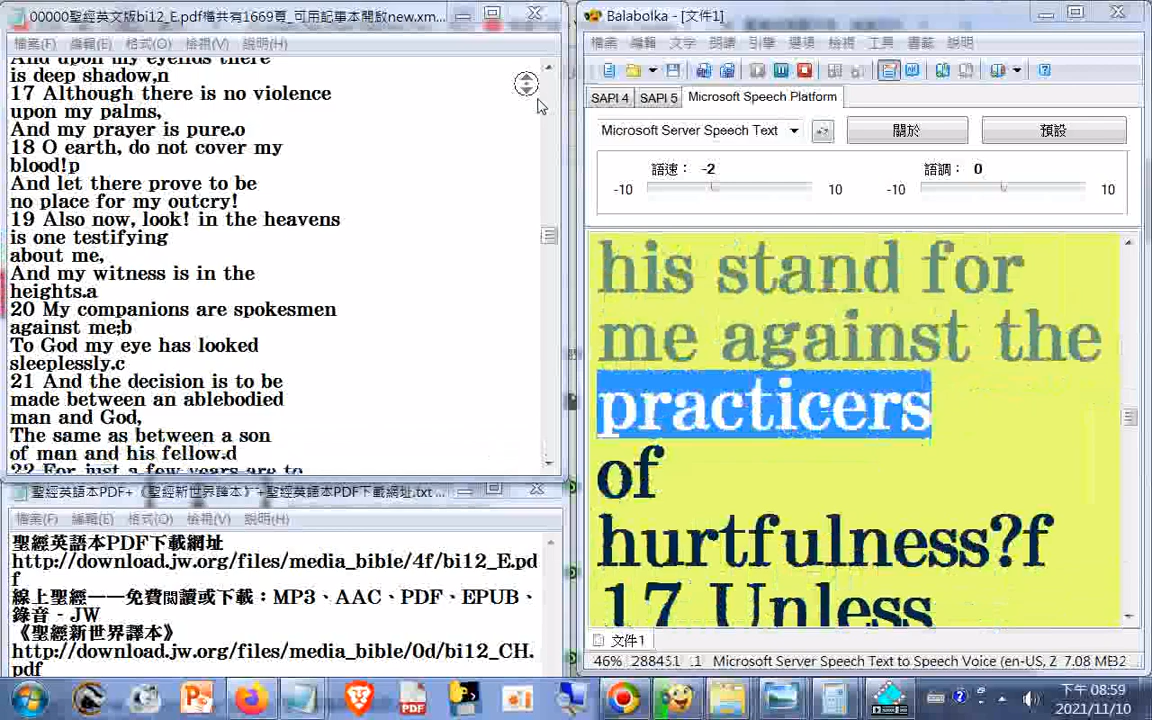 00000聖經英文版bi12_E.pdf檔共有1669頁_可用記事本開啟new.xm...
檔案(F) 編輯(E) 格式(O) 檢視(V) 說明(H)
And upon my eyelids there
is deep shadow,n
17 Although there is no violence
upon my palms,
And my prayer is pure.o
18 O earth, do not cover my
blood!p
And let there prove to be
no place for my outcry!
19 Also now, look! in the heavens
is one testifying
about me,
And my witness is in the
heights.a
20 My companions are spokesmen
against me;b
To God my eye has looked
sleeplessly.c
21 And the decision is to be
made between an ablebodied
man and God,
The same as between a son
of man and his fellow.d
22 For just a few years are to
聖經英語本PDF+《聖經新世界譯本》+聖經英語本PDF下載網址.txt ...
檔案(F) 編輯(E) 格式(O) 檢視(V) 說明(H)
聖經英語本PDF下載網址
http://download.jw.org/files/media_bible/4f/bi12_E.pd
f
線上聖經——免費閱讀或下載：MP3、AAC、PDF、EPUB、
錄音 - JW
《聖經新世界譯本》
http://download.jw.org/files/media_bible/0d/bi12_CH.
pdf
Balabolka - [文件1]
檔案 編輯 文字 朗讀 引擎 選項 檢視 工具 書籤 說明
SAPI 4 SAPI 5 Microsoft Speech Platform
Microsoft Server Speech Text 關於 預設
語速： -2 語調： 0
-10 10 -10 10
his stand for
me against the
practicers
of
hurtfulness?f
17 Unless
文件1
46% 288451 .1 Microsoft Server Speech Text to Speech Voice (en-US, Z 7.08 MB2
下午 08:59
2021/11/10